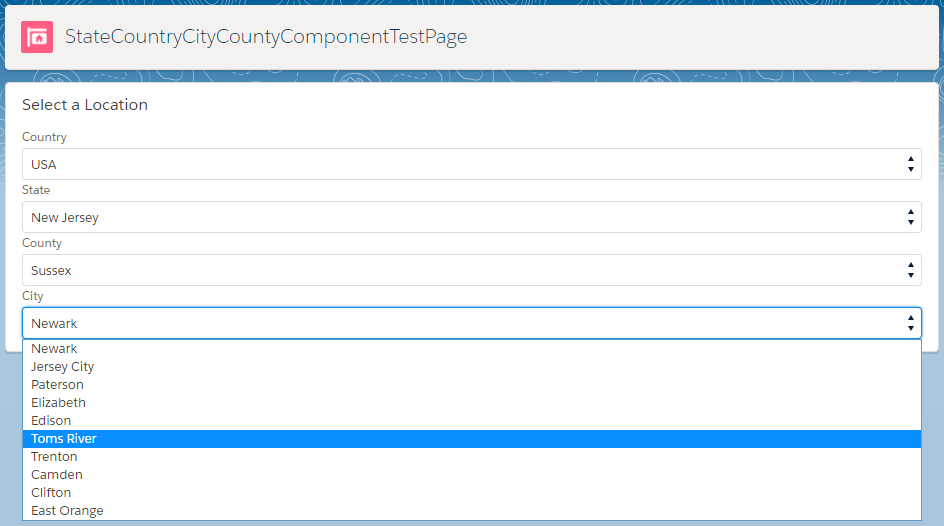 StateCountryCityCountyComponentTestPage
Select a Location
Country
USA
State
New Jersey
County
Sussex
City
Newark
Newark
Jersey City
Paterson
Elizabeth
Edison
Toms River
Trenton
Camden
Clifton
East Orange